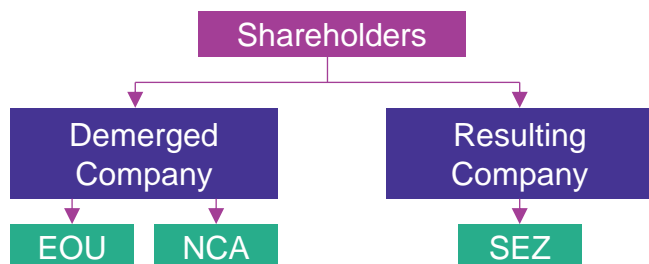 Shareholders
Demerged
Company
Resulting
Company
EOU
NCA
SEZ